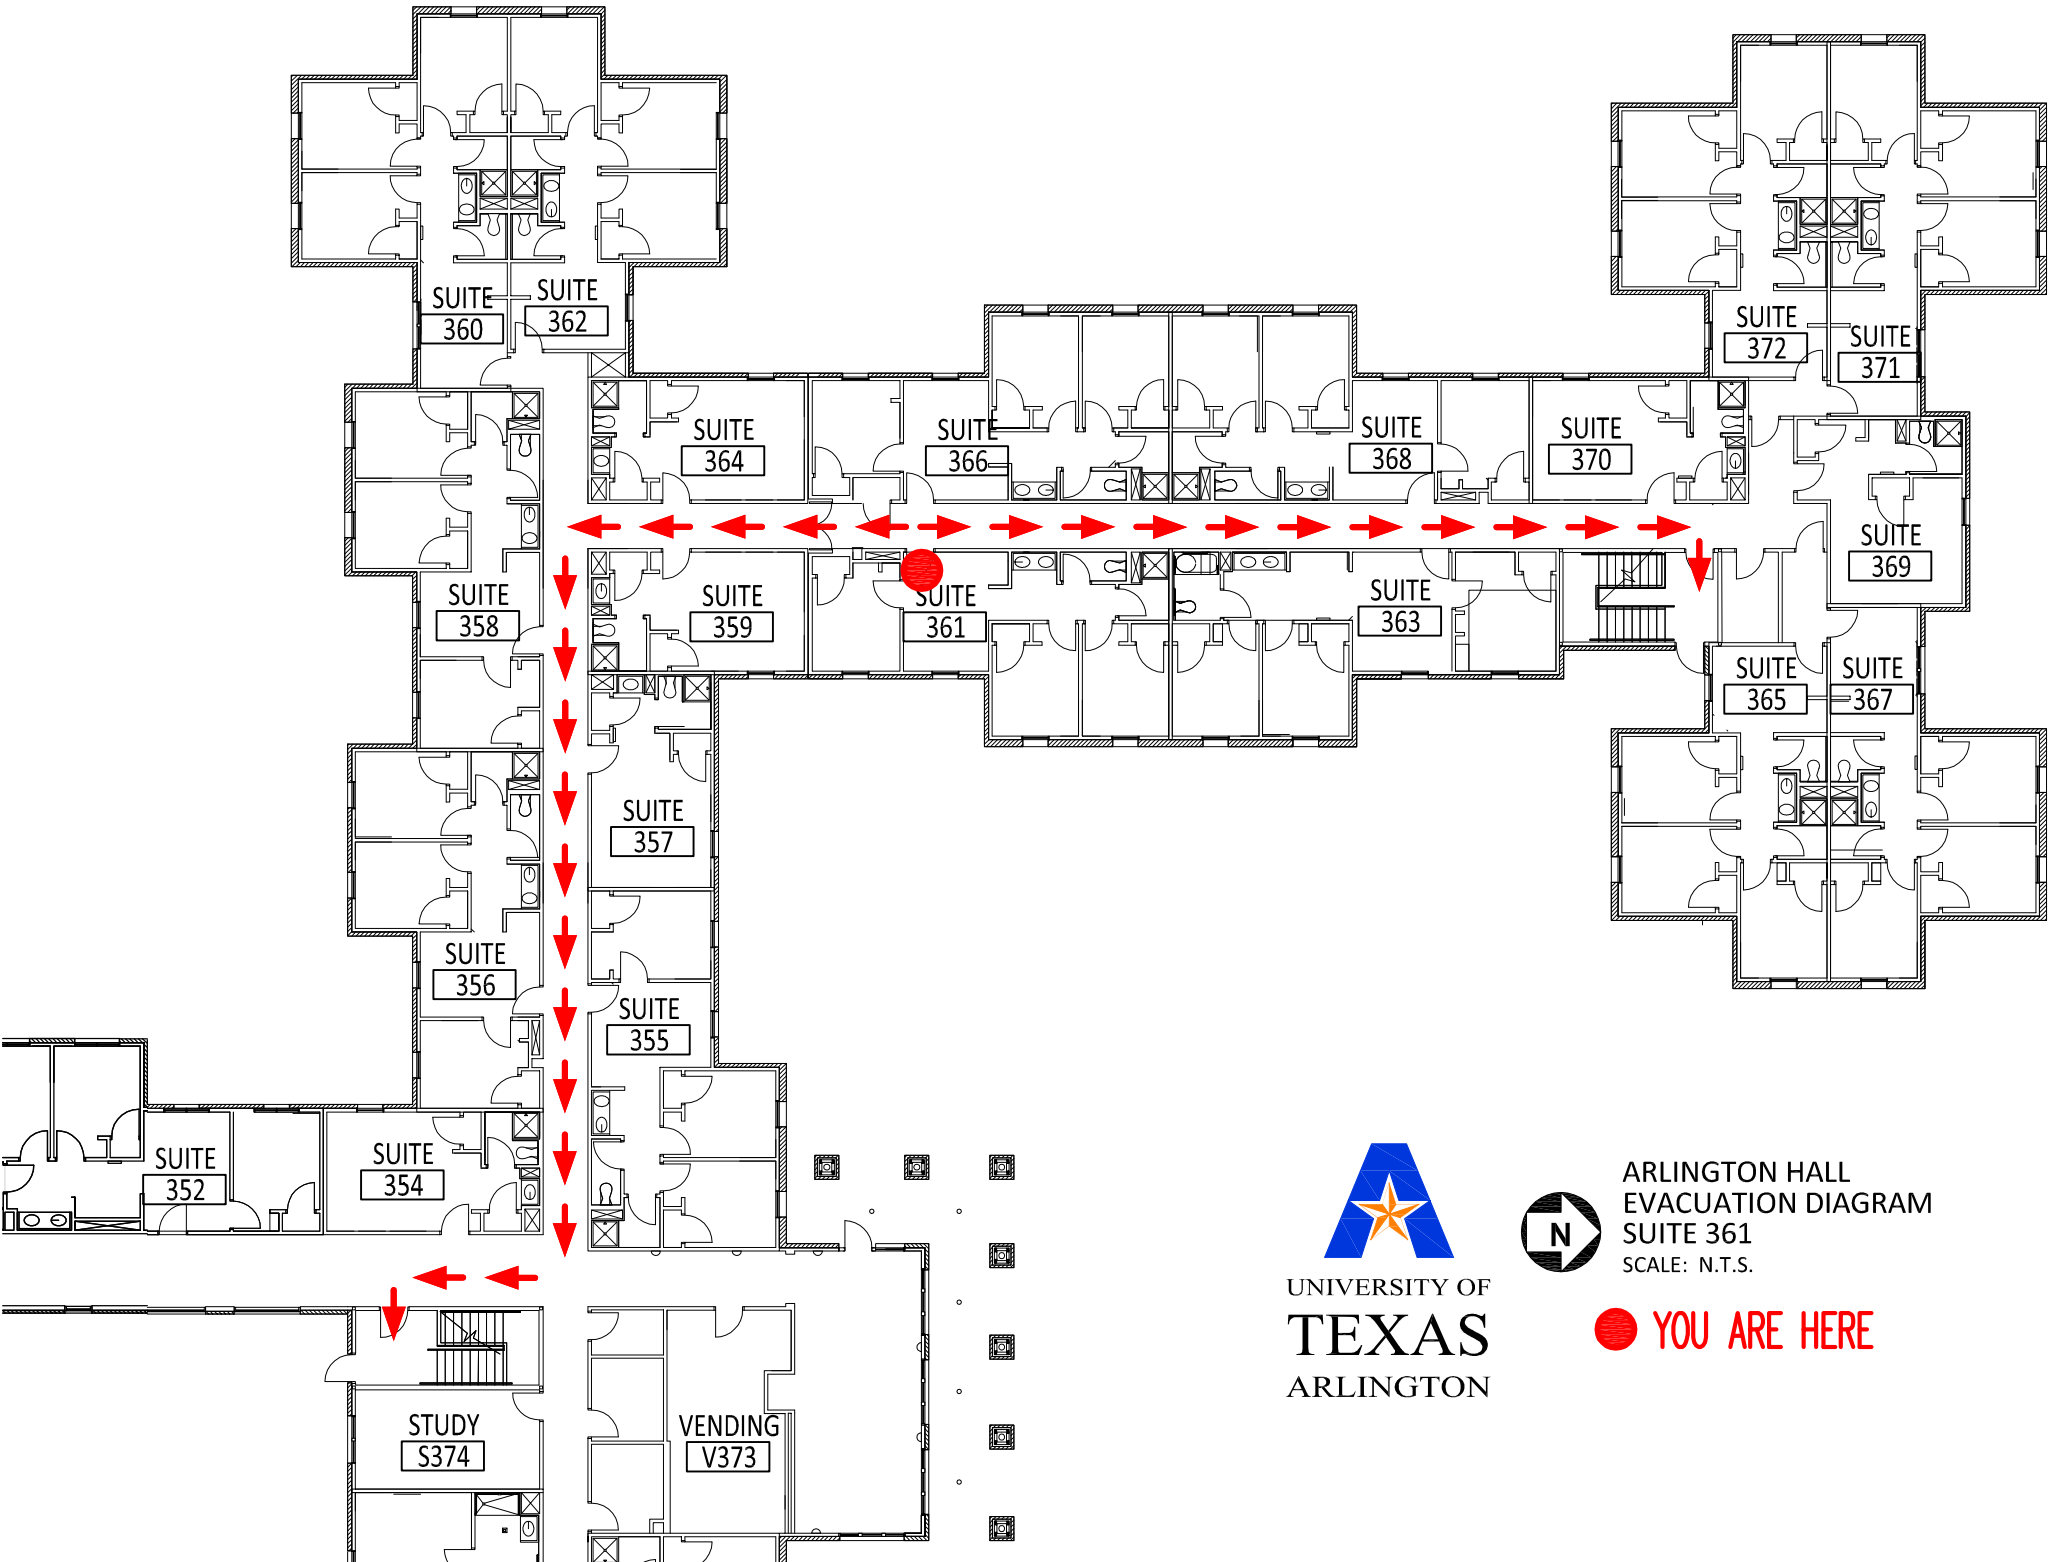 SUITE
360
SUITE
362
SUITE
372
SUITE
371
SUITE
364
SUITE
366
SUITE
368
SUITE
370
SUITE
369
SUITE
358
SUITE
359
SUITE
361
SUITE
363
SUITE
365
SUITE
367
SUITE
357
SUITE
356
SUITE
355
SUITE
352
SUITE
354
STUDY
S374
VENDING
V373
UNIVERSITY OF
TEXAS
ARLINGTON
N
ARLINGTON HALL
EVACUATION DIAGRAM
SUITE 361
SCALE: N.T.S.
YOU ARE HERE